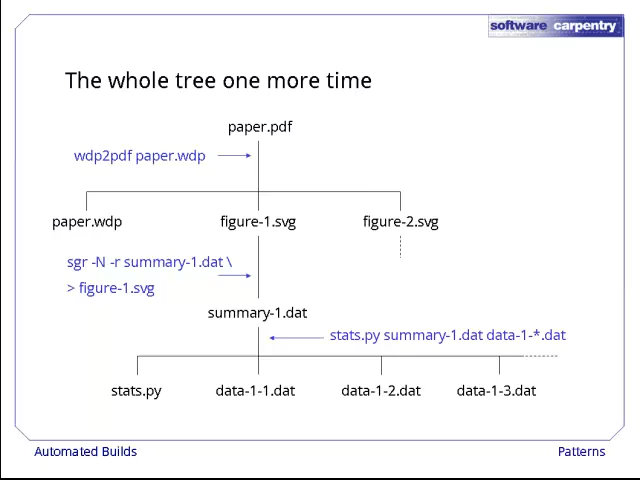 software carpentry
The whole tree one more time
paper.pdf
wdp2pdf paper.wdp
paper.wdp figure-1.svg figure-2.svg
sgr -N -r summary-1.dat \
> figure-1.svg
summary-1.dat
stats.py summary-1.dat data-1-*.dat
stats.py data-1-1.dat data-1-2.dat data-1-3.dat
Automated Builds Patterns